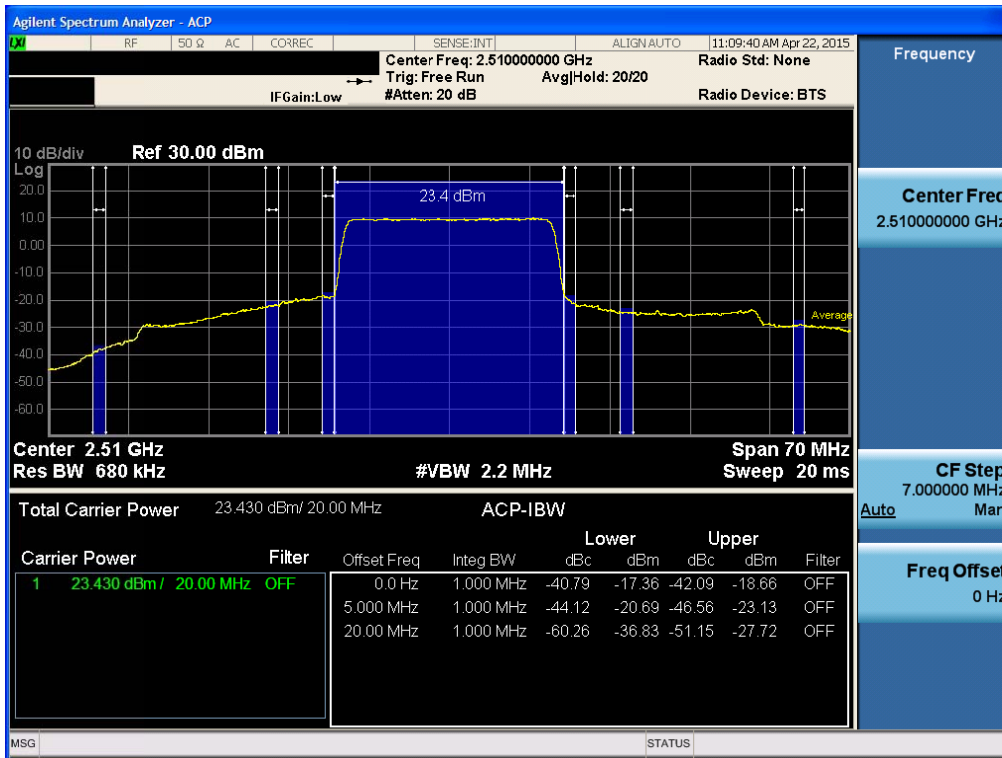 Agilent Spectrum Analyzer - ACP
LXI RF 50 Ω AC CORREC SENSE:INT ALIGN AUTO 11:09:40 AM Apr 22, 2015
Center Freq: 2.510000000 GHz Radio Std: None
Trig: Free Run Avg|Hold: 20/20
IFGain:Low #Atten: 20 dB Radio Device: BTS
Frequency
10 dB/div Ref 30.00 dBm
Log
20.0
10.0
0.00
-10.0
-20.0
-30.0
-40.0
-50.0
-60.0
23.4 dBm
Average
Center Freq
2.510000000 GHz
Center 2.51 GHz Span 70 MHz
Res BW 680 kHz #VBW 2.2 MHz Sweep 20 ms
CF Step
7.000000 MHz
Auto Man
Total Carrier Power 23.430 dBm/ 20.00 MHz ACP-IBW
Lower Upper
Carrier Power Filter Offset Freq Integ BW dBc dBm dBc dBm Filter
1 23.430 dBm / 20.00 MHz OFF 0.0 Hz 1.000 MHz -40.79 -17.36 -42.09 -18.66 OFF
5.000 MHz 1.000 MHz -44.12 -20.69 -46.56 -23.13 OFF
20.00 MHz 1.000 MHz -60.26 -36.83 -51.15 -27.72 OFF
Freq Offset
0 Hz
MSG STATUS